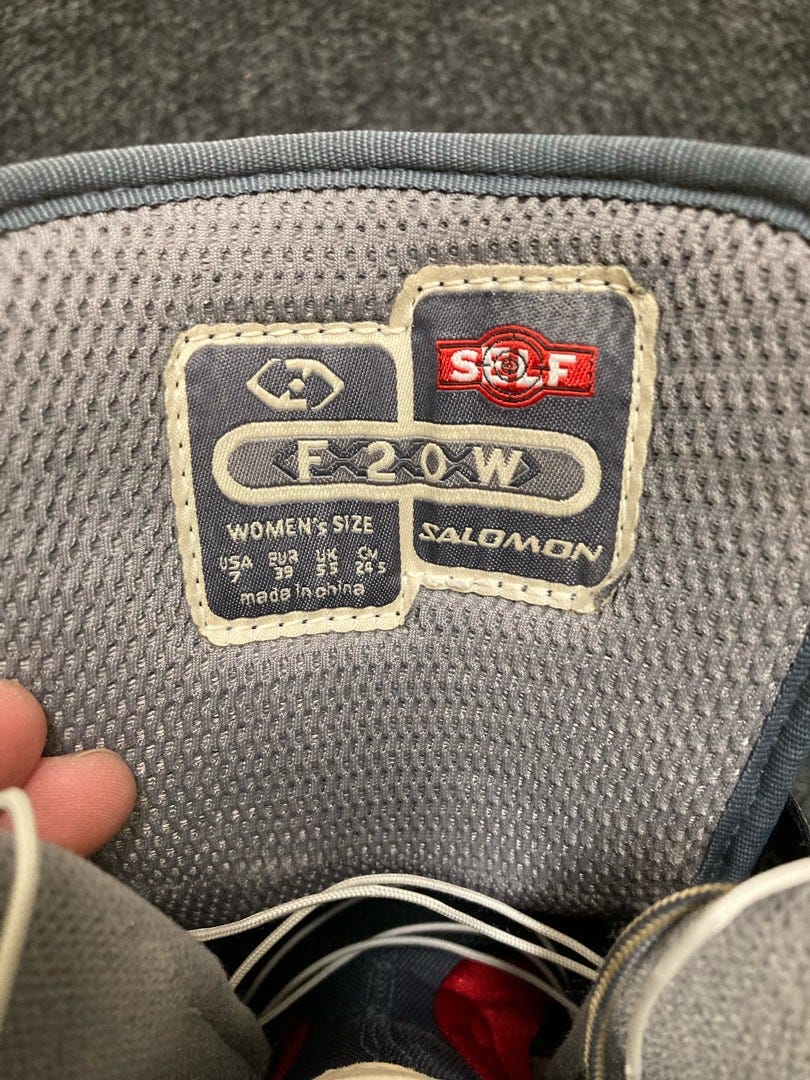 SELF
F20W
WOMEN's SIZE
USA EUR UK CM
7 39 5.5 24.5
made in china
SALOMON